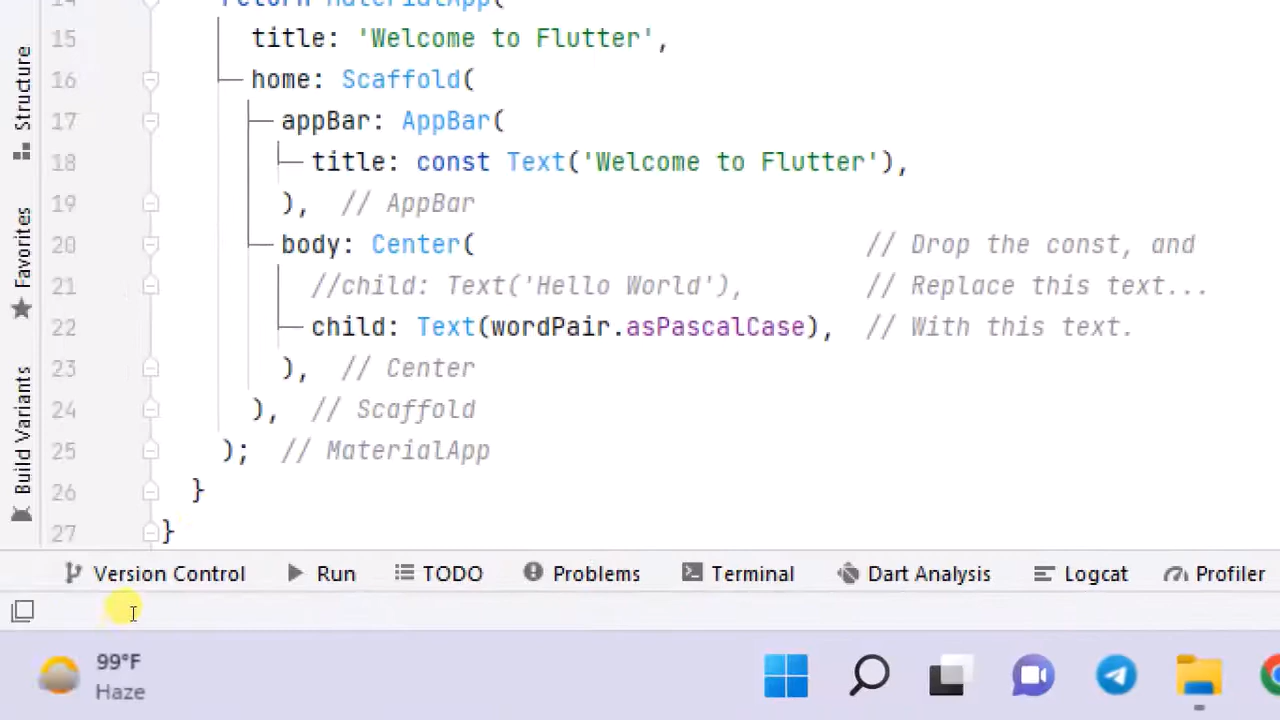 14 return MaterialApp(
15 title: 'Welcome to Flutter',
16 home: Scaffold(
17 appBar: AppBar(
18 title: const Text('Welcome to Flutter'),
19 ), // AppBar
20 body: Center( // Drop the const, and
21 //child: Text('Hello World'), // Replace this text...
22 child: Text(wordPair.asPascalCase), // With this text.
23 ), // Center
24 ), // Scaffold
25 ); // MaterialApp
26 }
27 }
Structure
Favorites
Build Variants
Version Control Run TODO Problems Terminal Dart Analysis Logcat Profiler
99°F
Haze